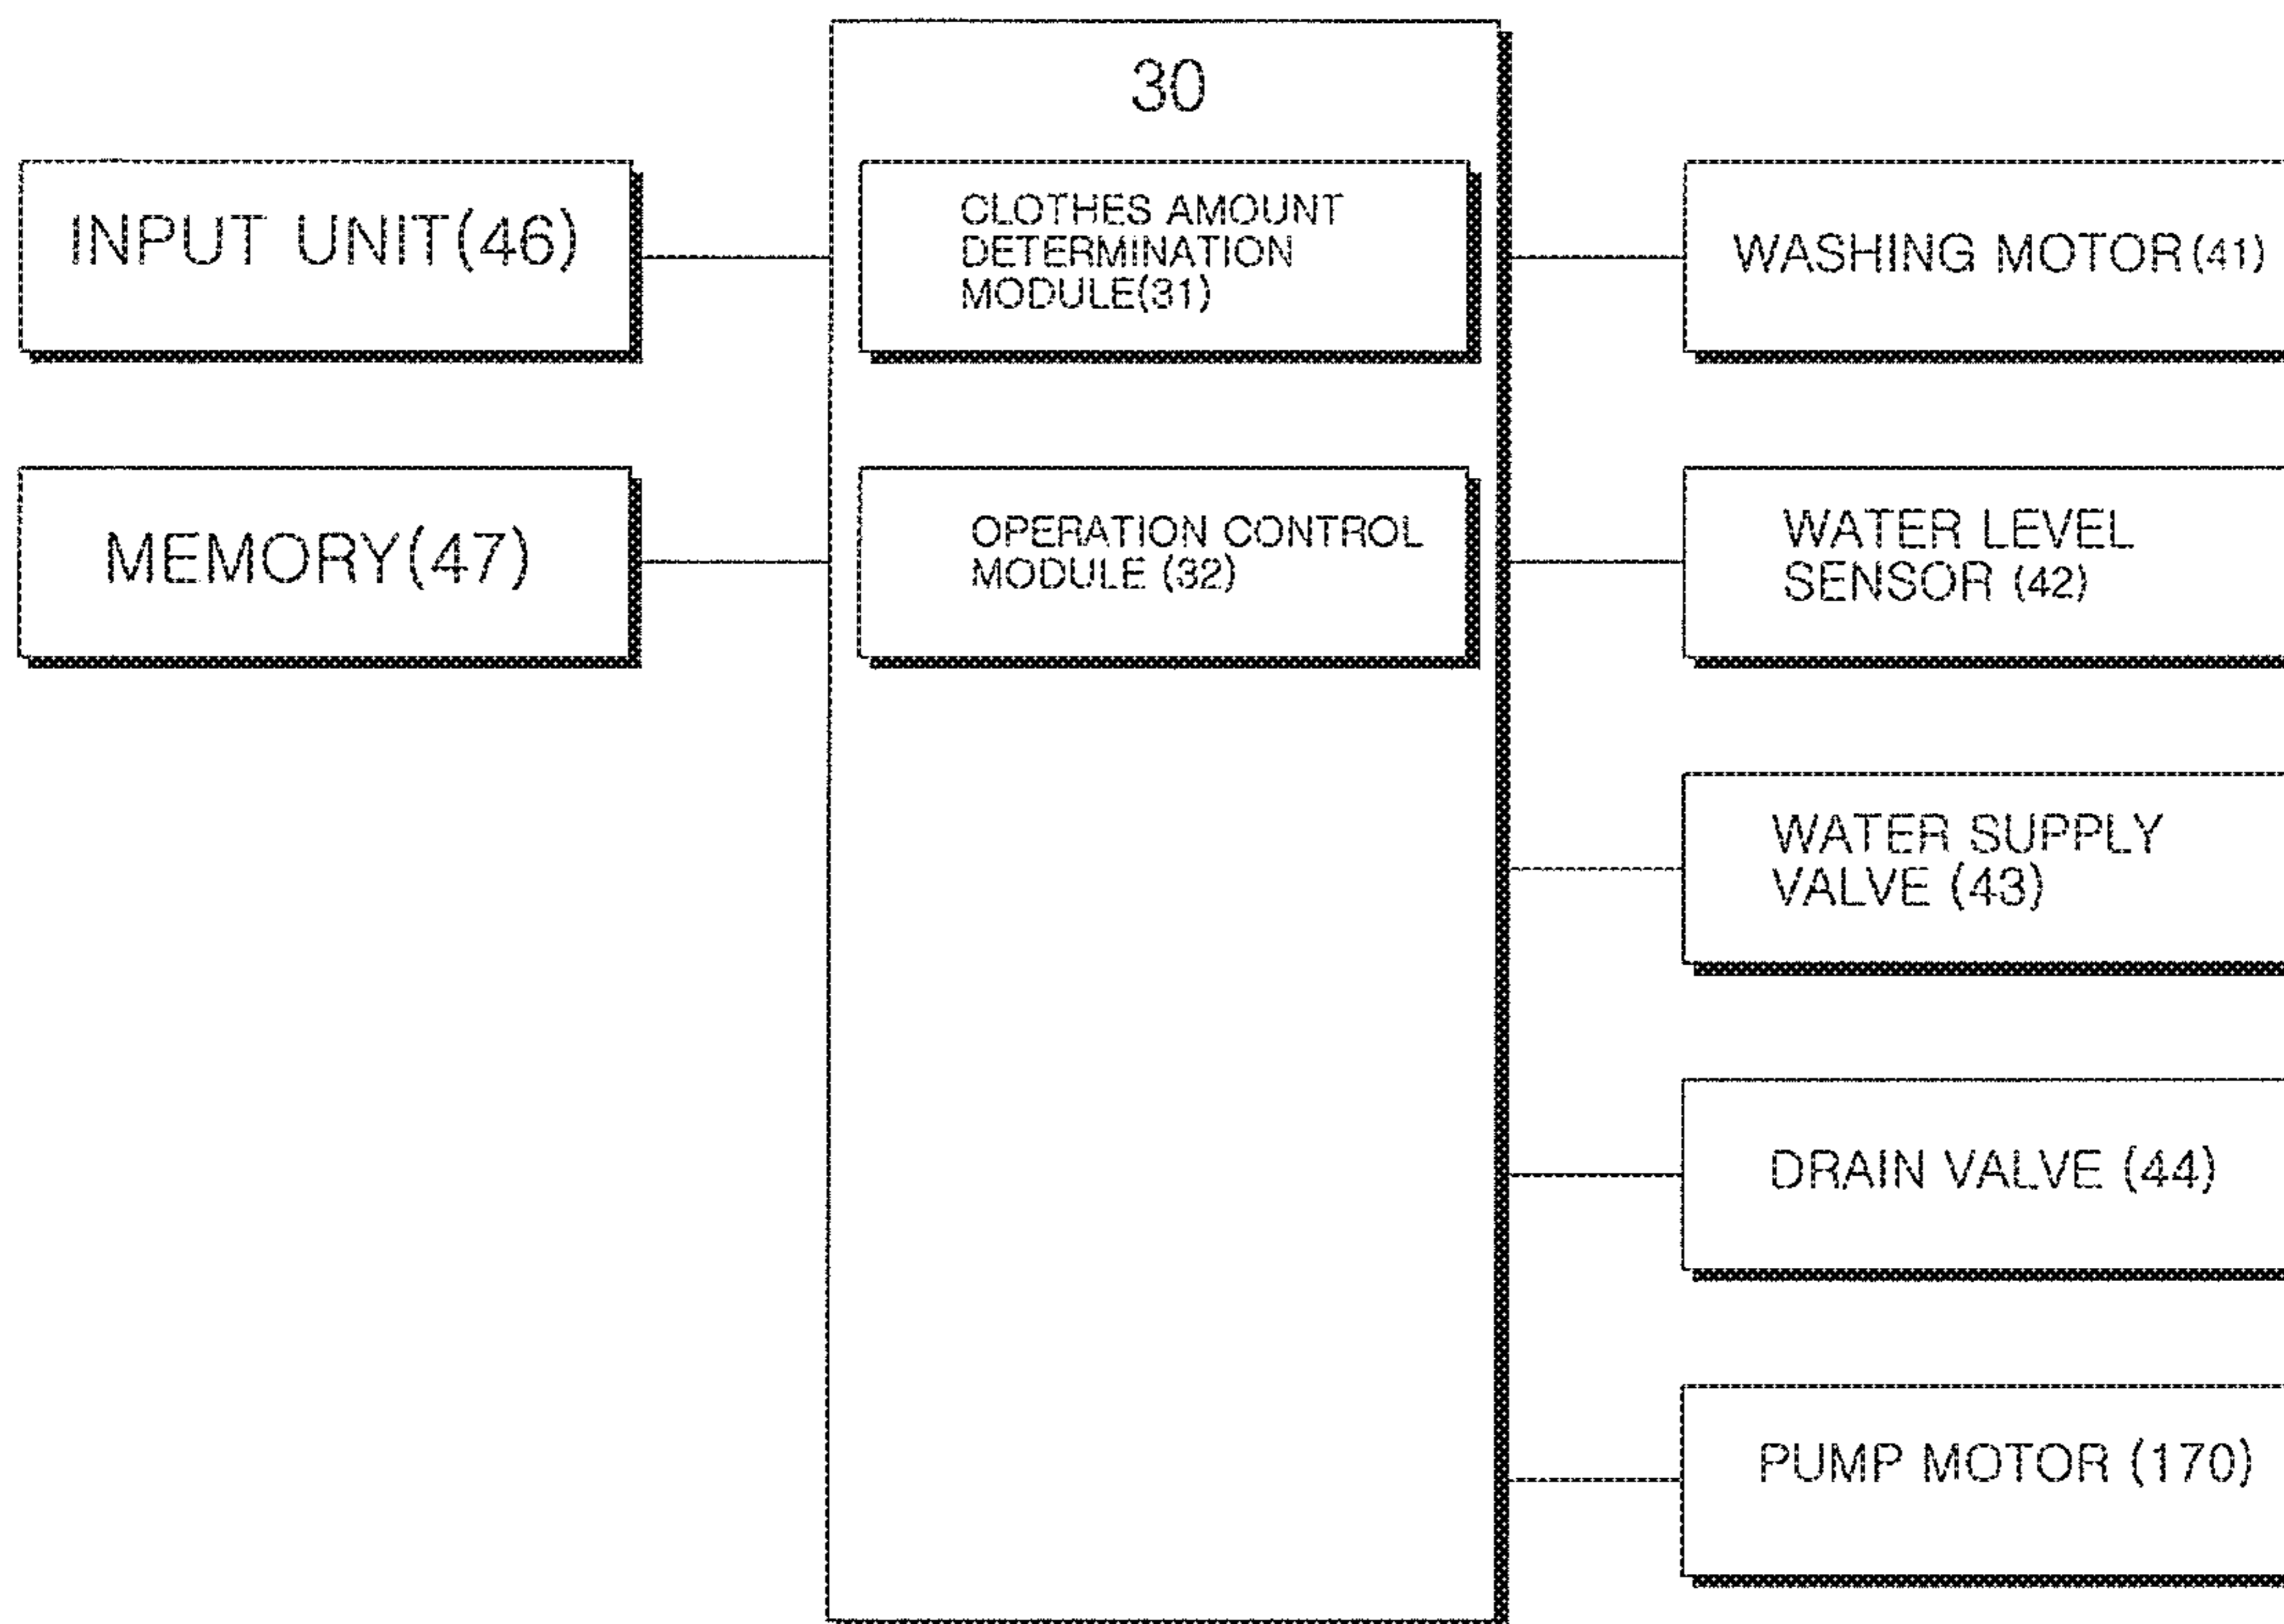 30
INPUT UNIT(46)
MEMORY(47)
CLOTHES AMOUNT
DETERMINATION
MODULE(31)
OPERATION CONTROL
MODULE (32)
WASHING MOTOR(41)
WATER LEVEL
SENSOR (42)
WATER SUPPLY
VALVE (43)
DRAIN VALVE (44)
PUMP MOTOR (170)